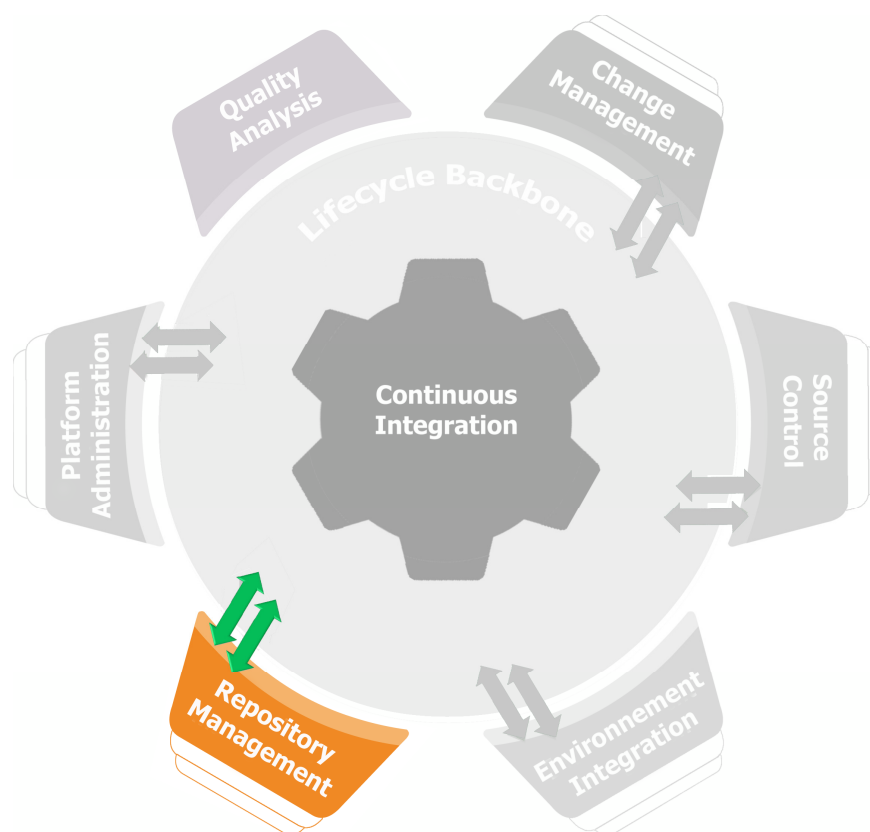 Quality
Analysis
Change
Management
Lifecycle Backbone
Platform
Administration
Continuous
Integration
Source
Control
Repository
Management
Environnement
Integration